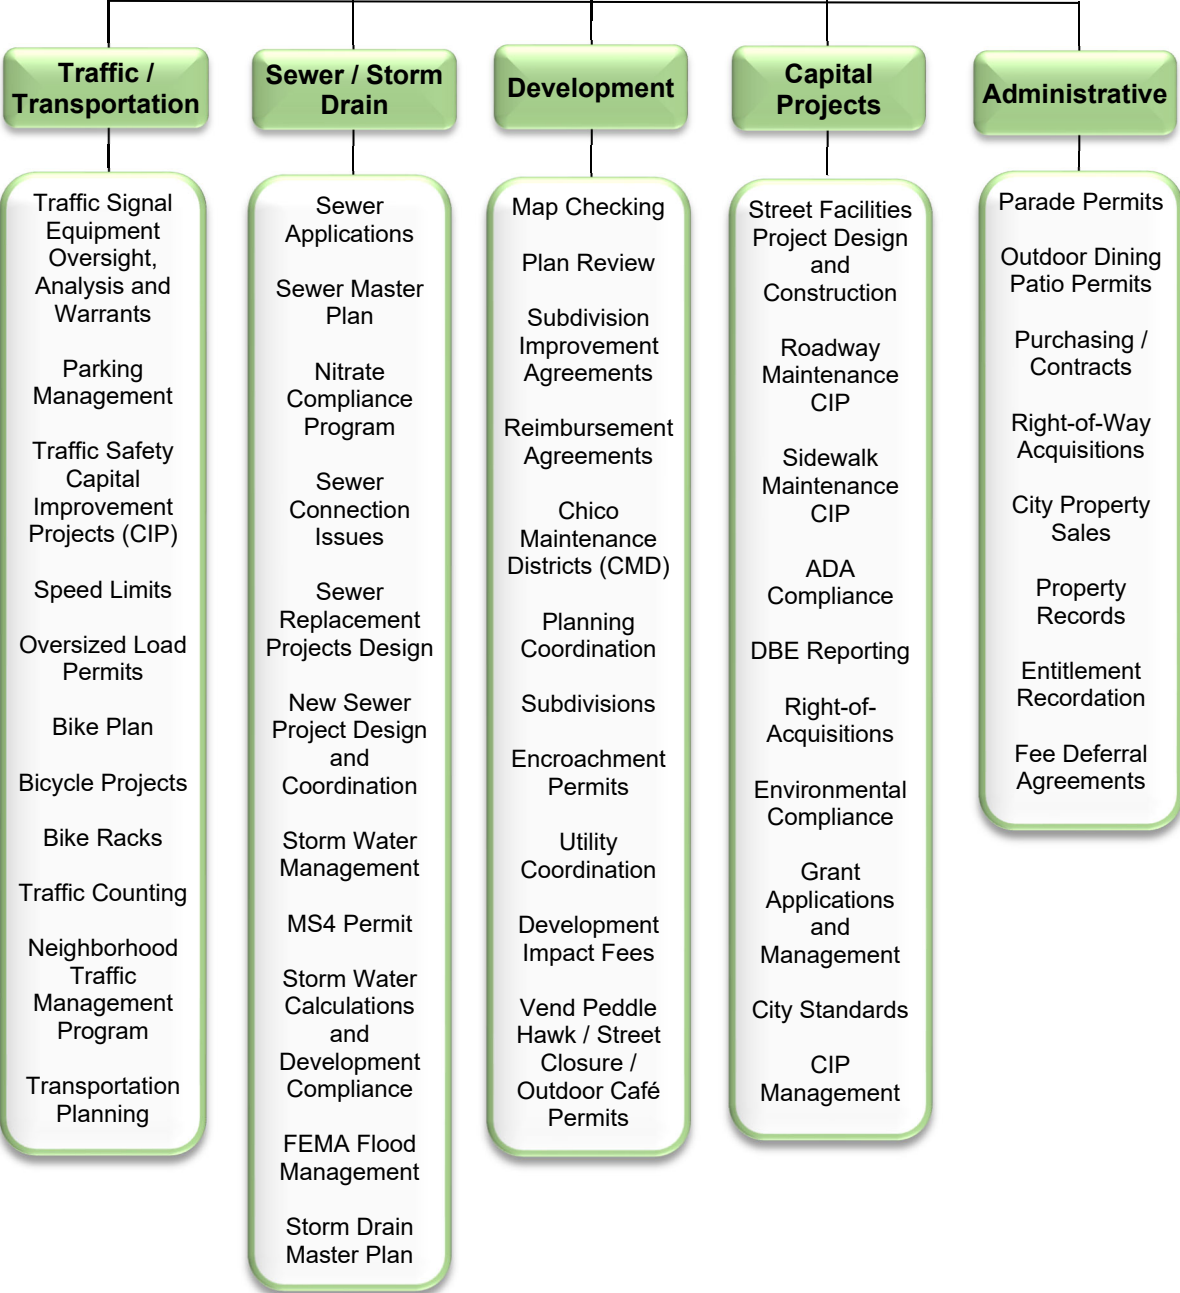 Traffic /
Transportation
Sewer / Storm
Drain
Development
Capital
Projects
Administrative
Traffic Signal
Equipment
Oversight,
Analysis and
Warrants
Parking
Management
Traffic Safety
Capital
Improvement
Projects (CIP)
Speed Limits
Oversized Load
Permits
Bike Plan
Bicycle Projects
Bike Racks
Traffic Counting
Neighborhood
Traffic
Management
Program
Transportation
Planning
Sewer
Applications
Sewer Master
Plan
Nitrate
Compliance
Program
Sewer
Connection
Issues
Sewer
Replacement
Projects Design
New Sewer
Project Design
and
Coordination
Storm Water
Management
MS4 Permit
Storm Water
Calculations
and
Development
Compliance
FEMA Flood
Management
Storm Drain
Master Plan
Map Checking
Plan Review
Subdivision
Improvement
Agreements
Reimbursement
Agreements
Chico
Maintenance
Districts (CMD)
Planning
Coordination
Subdivisions
Encroachment
Permits
Utility
Coordination
Development
Impact Fees
Vend Peddle
Hawk / Street
Closure /
Outdoor Café
Permits
Street Facilities
Project Design
and
Construction
Roadway
Maintenance
CIP
Sidewalk
Maintenance
CIP
ADA
Compliance
DBE Reporting
Right-of-
Acquisitions
Environmental
Compliance
Grant
Applications
and
Management
City Standards
CIP
Management
Parade Permits
Outdoor Dining
Patio Permits
Purchasing /
Contracts
Right-of-Way
Acquisitions
City Property
Sales
Property
Records
Entitlement
Recordation
Fee Deferral
Agreements